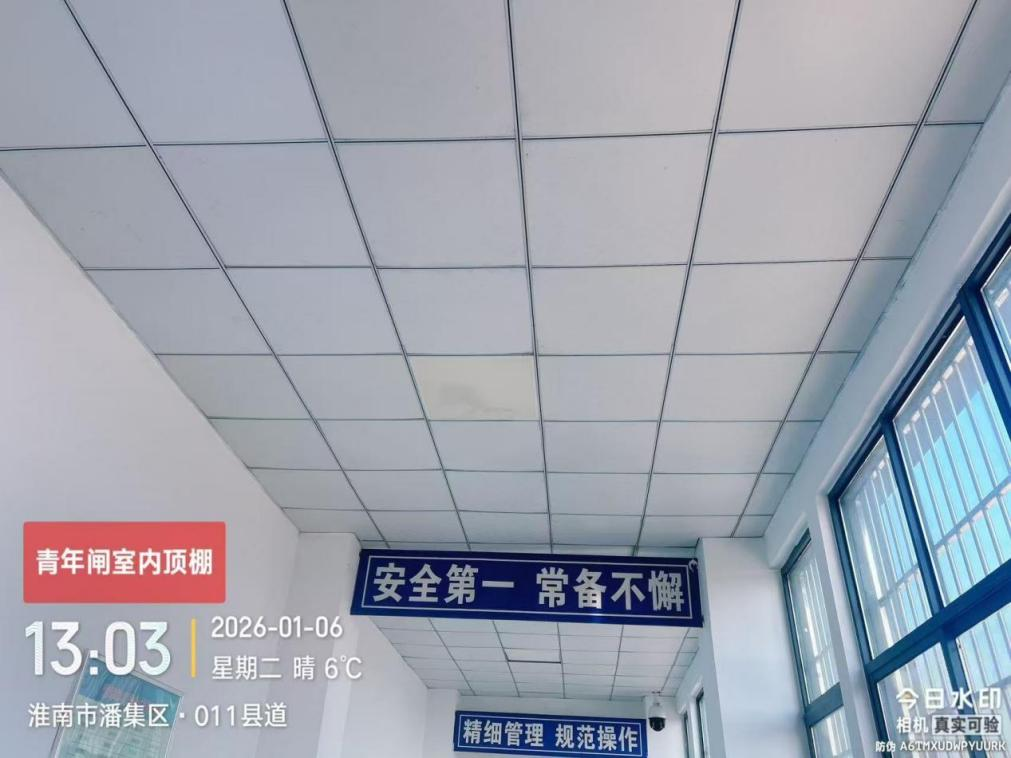 安全第一 常备不懈
精细管理 规范操作
青年闸室内顶棚
13:03
2026-01-06
星期二 晴 6℃
淮南市潘集区·011县道
今日水印
相机 真实可验
防伪 A6TMXUDWPYUURK